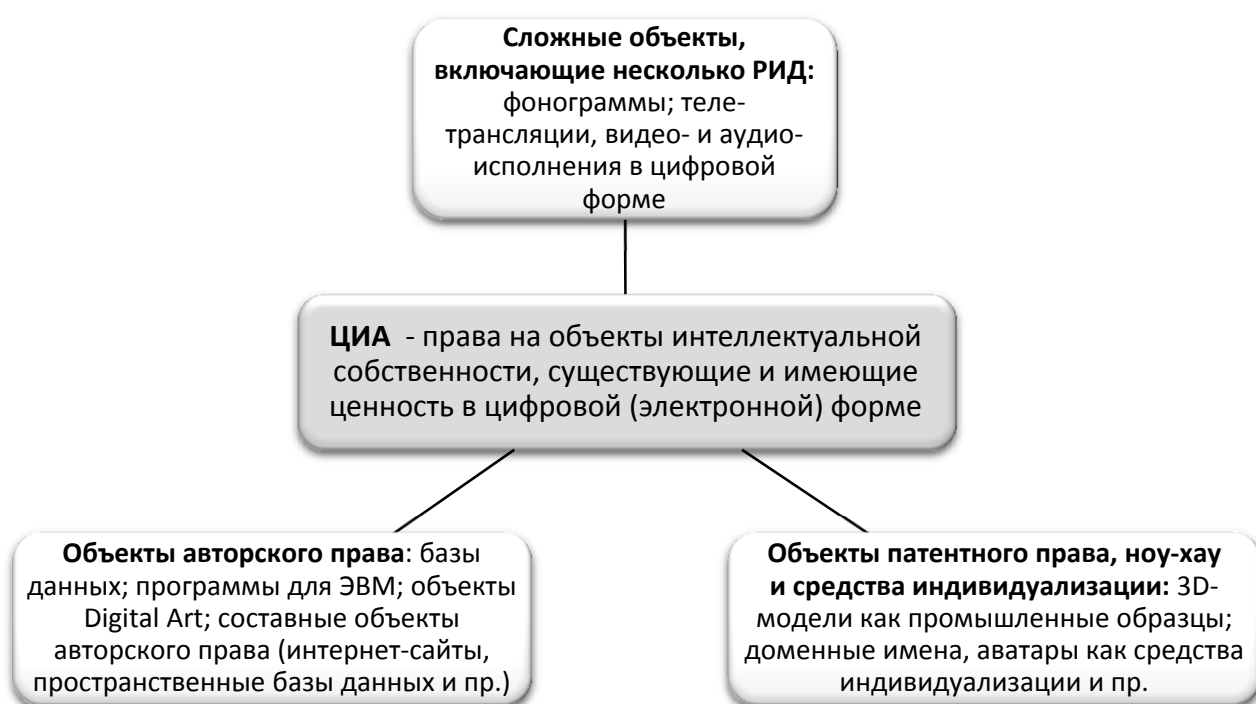 Сложные объекты,
включающие несколько РИД:
фонограммы; теле-
трансляции, видео- и аудио-
исполнения в цифровой
форме
ЦИА - права на объекты интеллектуальной
собственности, существующие и имеющие
ценность в цифровой (электронной) форме
Объекты авторского права: базы
данных; программы для ЭВМ; объекты
Digital Art; составные объекты
авторского права (интернет-сайты,
пространственные базы данных и пр.)
Объекты патентного права, ноу-хау
и средства индивидуализации: 3D-
модели как промышленные образцы;
доменные имена, аватары как средства
индивидуализации и пр.